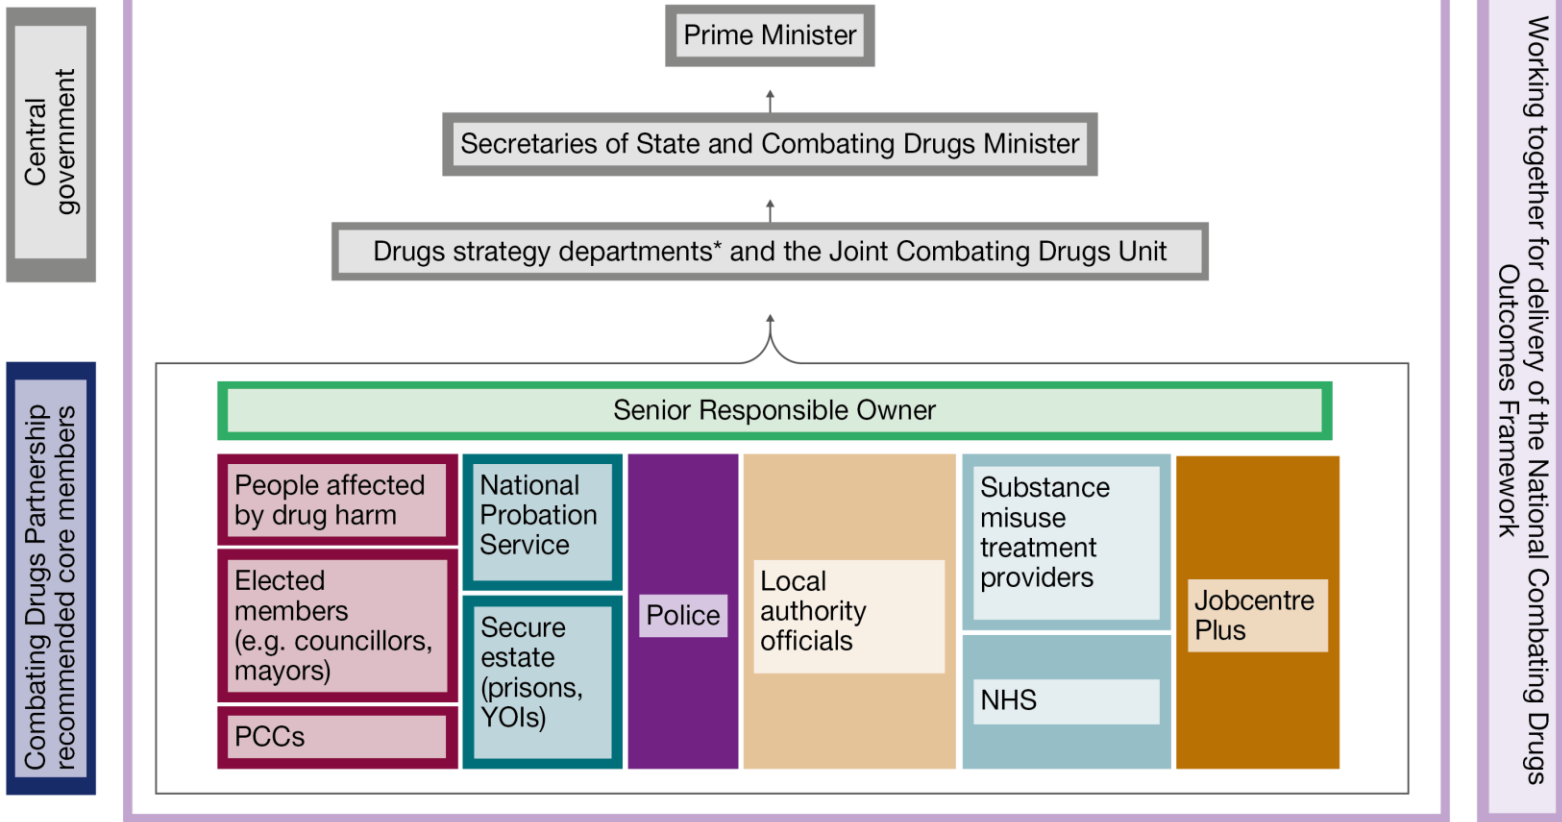 Central
government
Prime Minister
Secretaries of State and Combating Drugs Minister
Drugs strategy departments* and the Joint Combating Drugs Unit
Combating Drugs Partnership
recommended core members
Senior Responsible Owner
People affected
by drug harm
Elected
members
(e.g. councillors,
mayors)
PCCs
National
Probation
Service
Secure
estate
(prisons,
YOIs)
Police
Local
authority
officials
Substance
misuse
treatment
providers
NHS
Jobcentre
Plus
Working together for delivery of the National Combating Drugs
Outcomes Framework